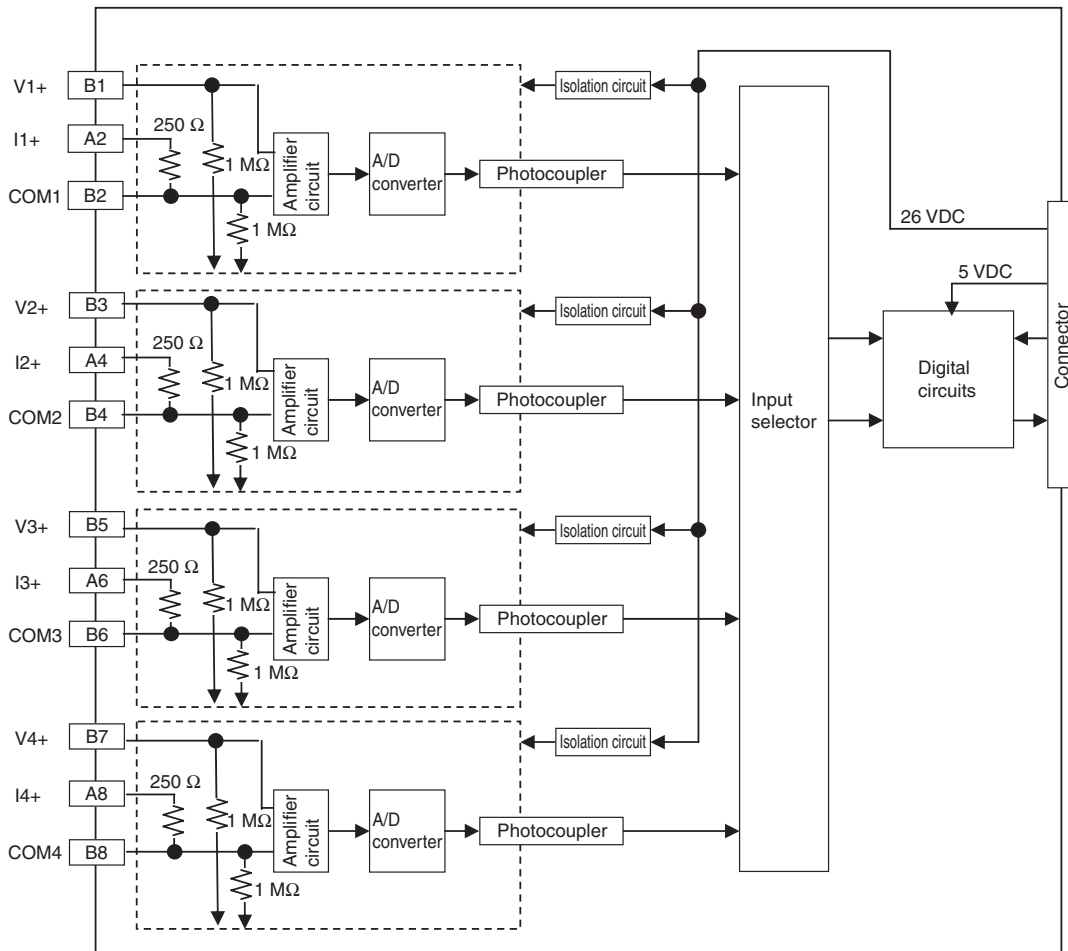 V1+
B1
Isolation circuit
250 Ω
I1+
A2
1 MΩ
Amplifier
circuit
A/D
converter
Photocoupler
COM1
B2
1 MΩ
26 VDC
5 VDC
V2+
B3
Isolation circuit
250 Ω
I2+
A4
1 MΩ
Amplifier
circuit
A/D
converter
Photocoupler
COM2
B4
1 MΩ
Input
selector
Digital
circuits
Connector
V3+
B5
Isolation circuit
250 Ω
I3+
A6
1 MΩ
Amplifier
circuit
A/D
converter
Photocoupler
COM3
B6
1 MΩ
V4+
B7
Isolation circuit
250 Ω
I4+
A8
1 MΩ
Amplifier
circuit
A/D
converter
Photocoupler
COM4
B8
1 MΩ